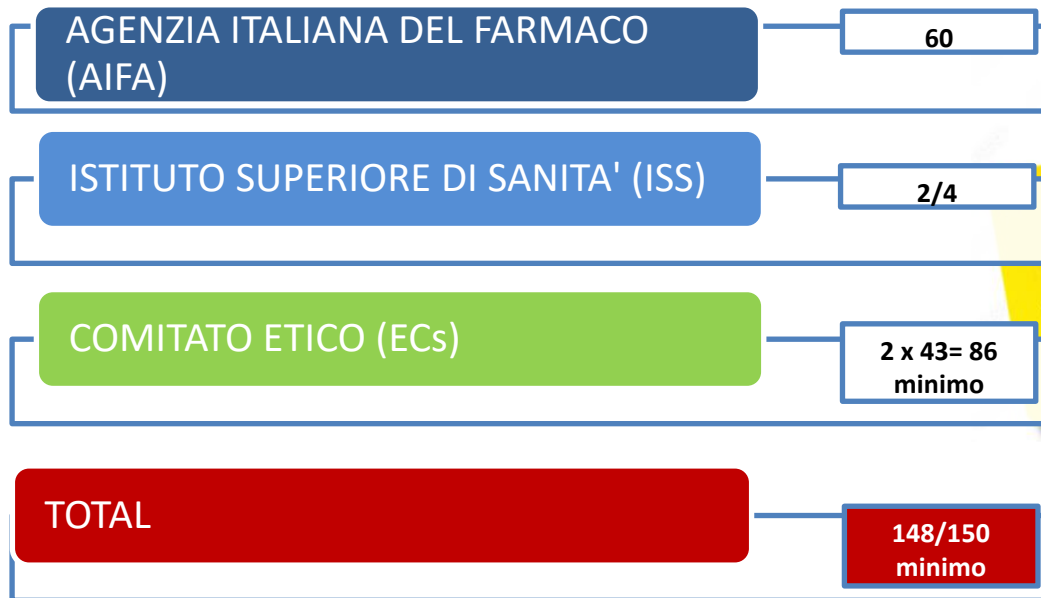 AGENZIA ITALIANA DEL FARMACO
(AIFA)
60
ISTITUTO SUPERIORE DI SANITA' (ISS)
2/4
COMITATO ETICO (ECs)
2 x 43= 86
minimo
TOTAL
148/150
minimo